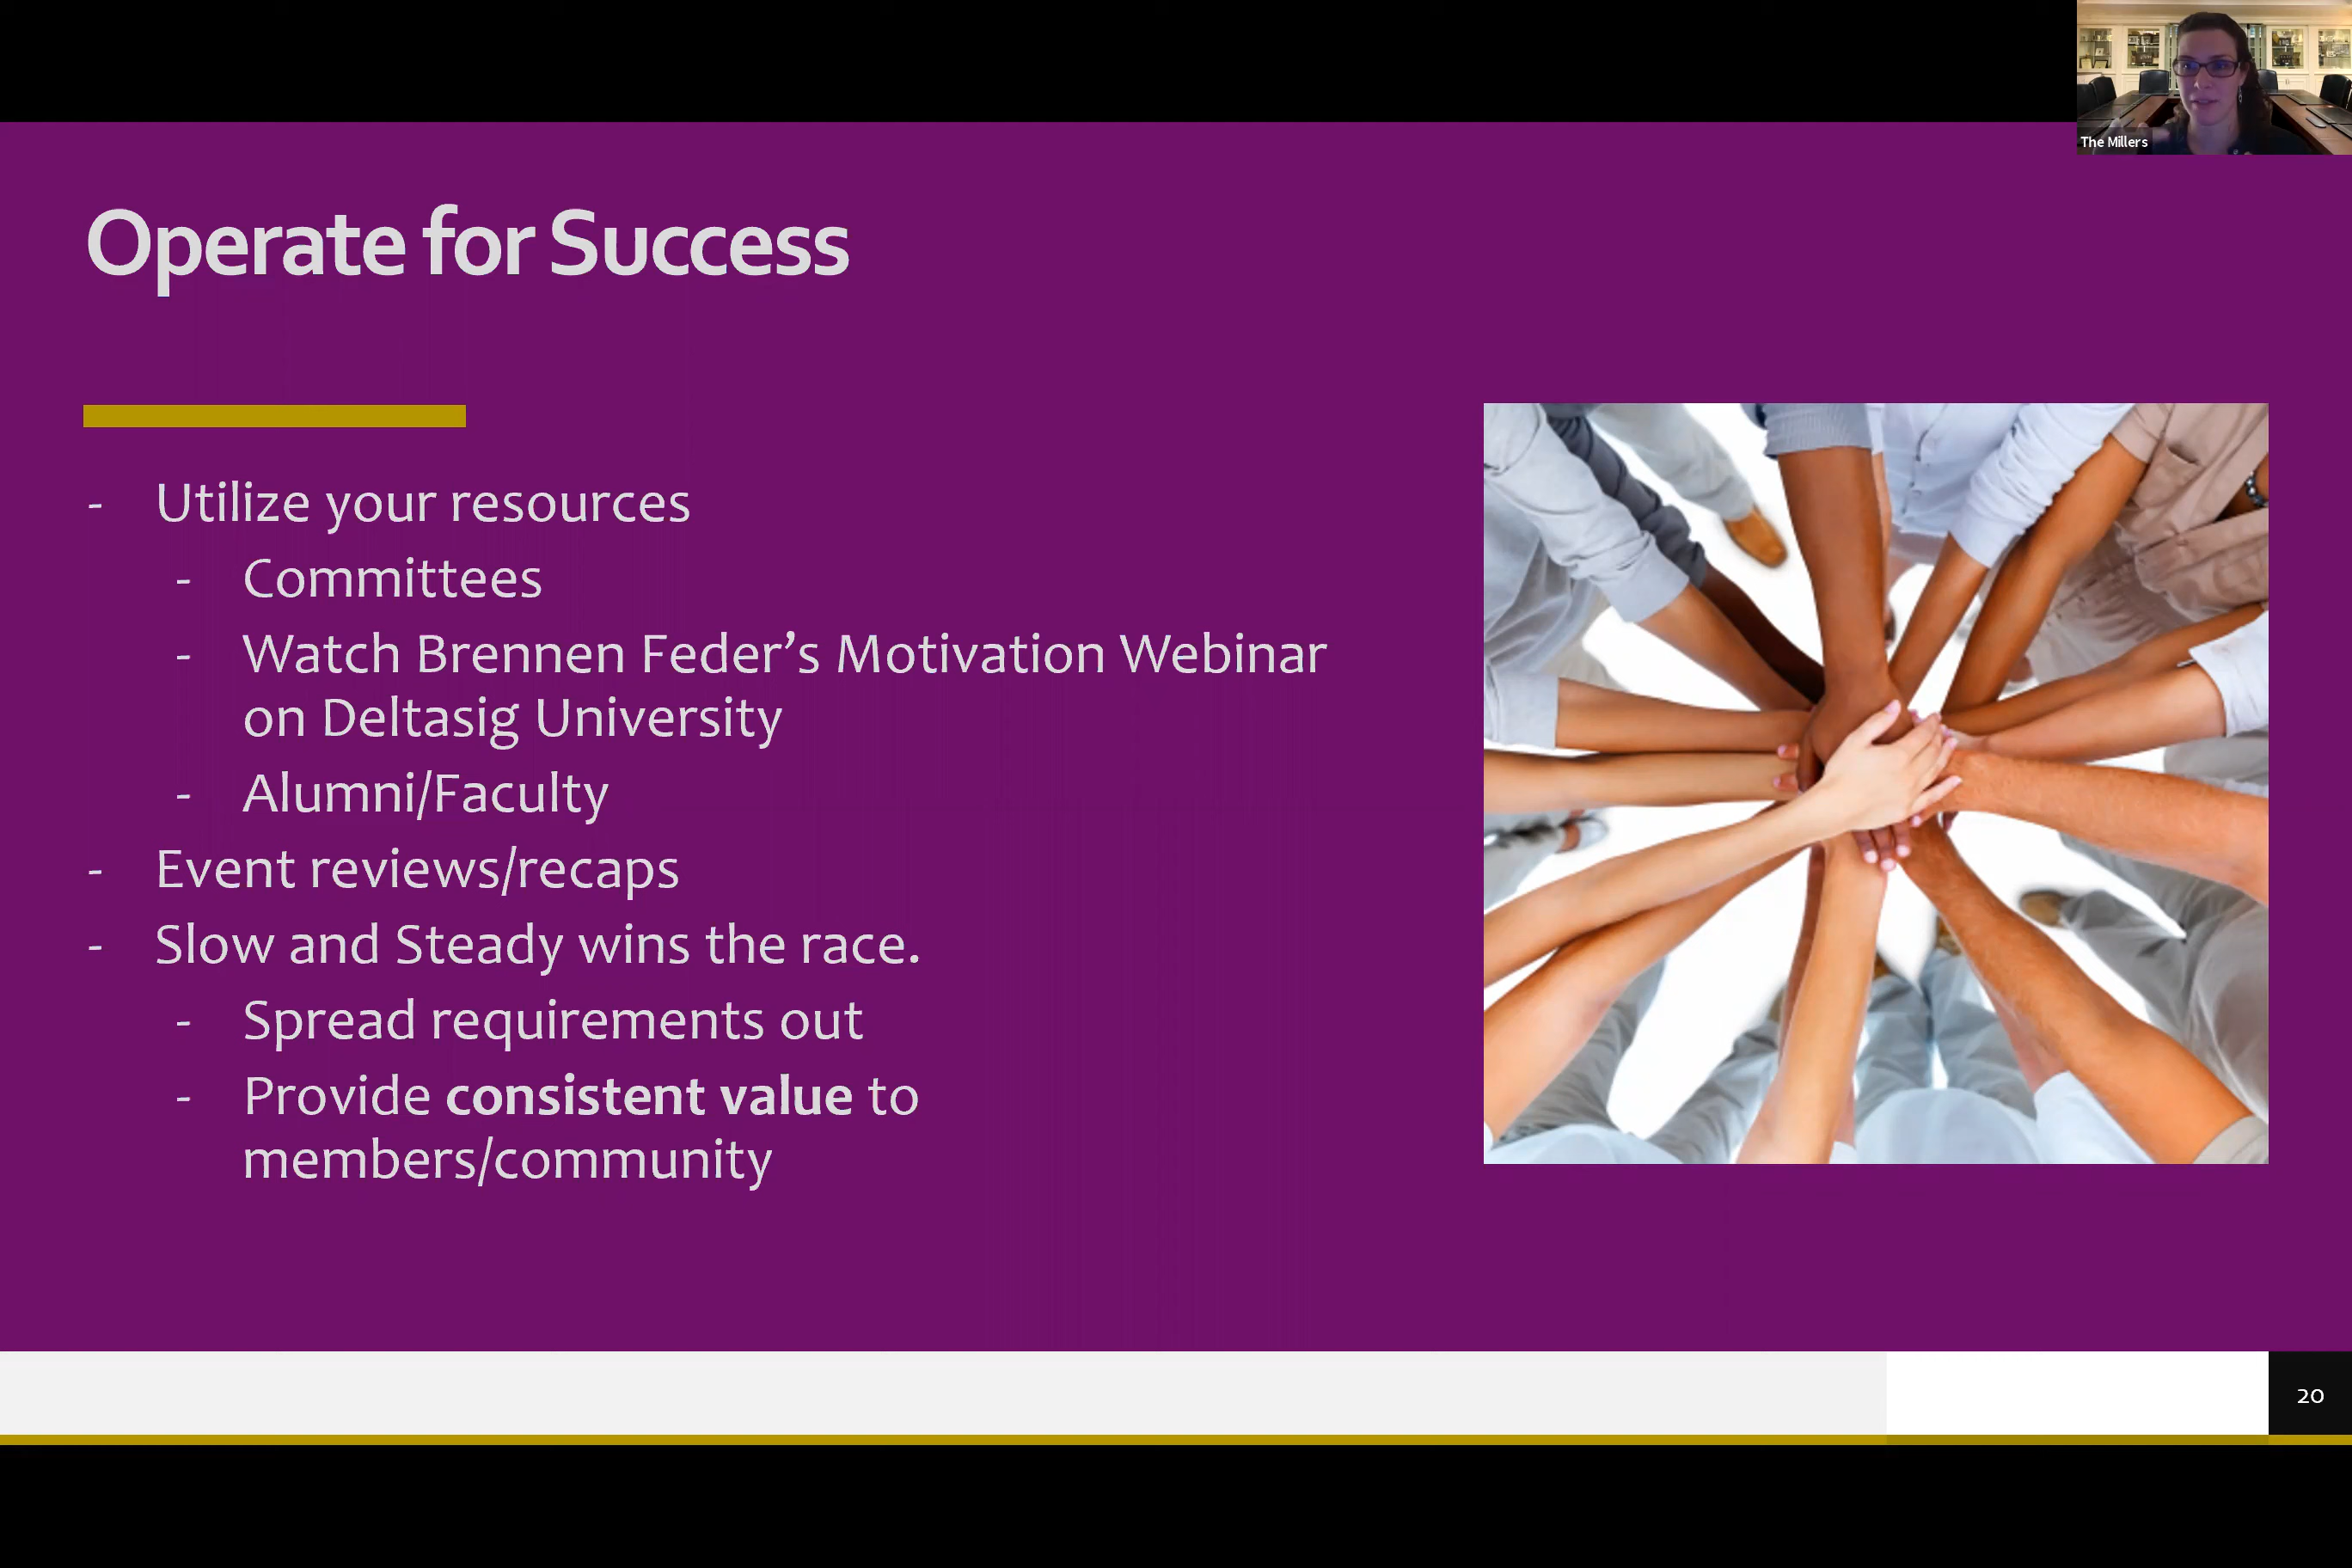 The Millers
Operate for Success
- Utilize your resources
- Committees
- Watch Brennen Feder’s Motivation Webinar
on Deltasig University
- Alumni/Faculty
- Event reviews/recaps
- Slow and Steady wins the race.
- Spread requirements out
- Provide consistent value to
members/community
20